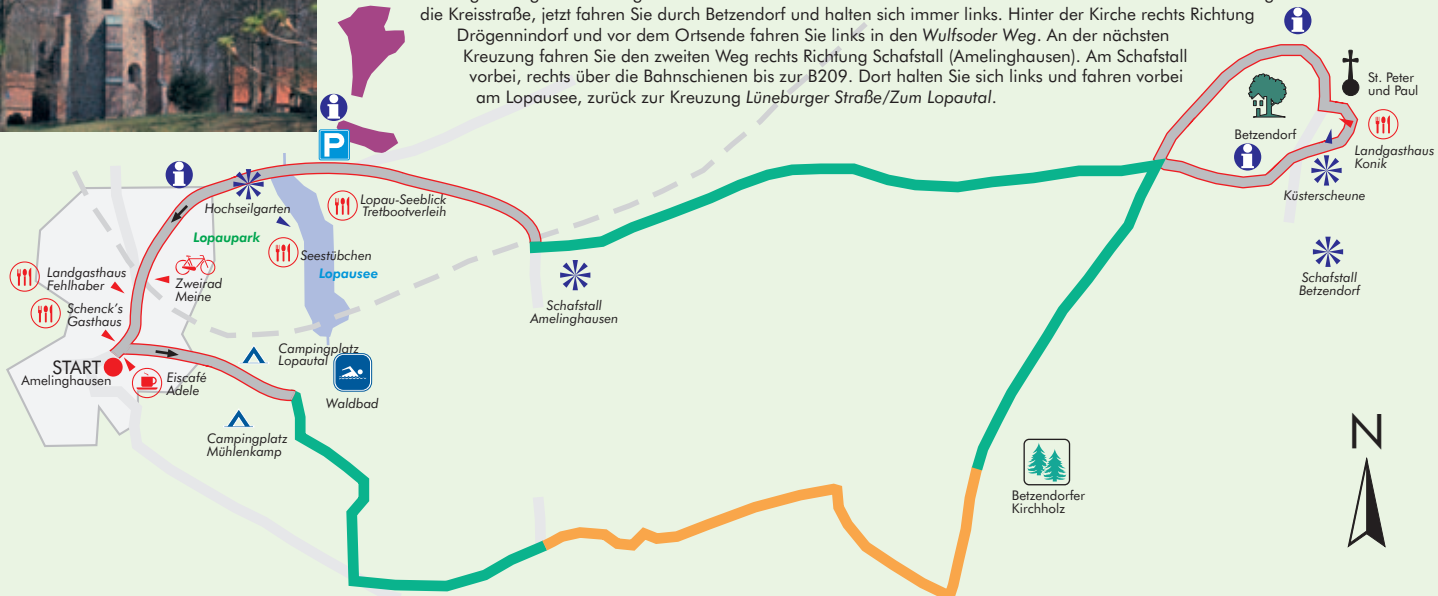 die Kreisstraße, jetzt fahren Sie durch Betzendorf und halten sich immer links. Hinter der Kirche rechts Richtung
Drögennindorf und vor dem Ortsende fahren Sie links in den Wulfsoder Weg. An der nächsten
Kreuzung fahren Sie den zweiten Weg rechts Richtung Schafstall (Amelinghausen). Am Schafstall
vorbei, rechts über die Bahnschienen bis zur B209. Dort halten Sie sich links und fahren vorbei
am Lopausee, zurück zur Kreuzung Lüneburger Straße/Zum Lopautal.
i
St. Peter
und Paul
Betzendorf
i
Landgasthaus
Konik
Küsterscheune
Schafstall
Betzendorf
i
P
i
Hochseilgarten
Lopau-Seeblick
Tretbootverleih
Lopaupark
Seestübchen
Lopausee
Landgasthaus
Fehlhaber
Zweirad
Meine
Schenck's
Gasthaus
Schafstall
Amelinghausen
START
Amelinghausen
Eiscafé
Adele
Campingplatz
Lopautal
Waldbad
Campingplatz
Mühlenkamp
Betzendorfer
Kirchholz
N